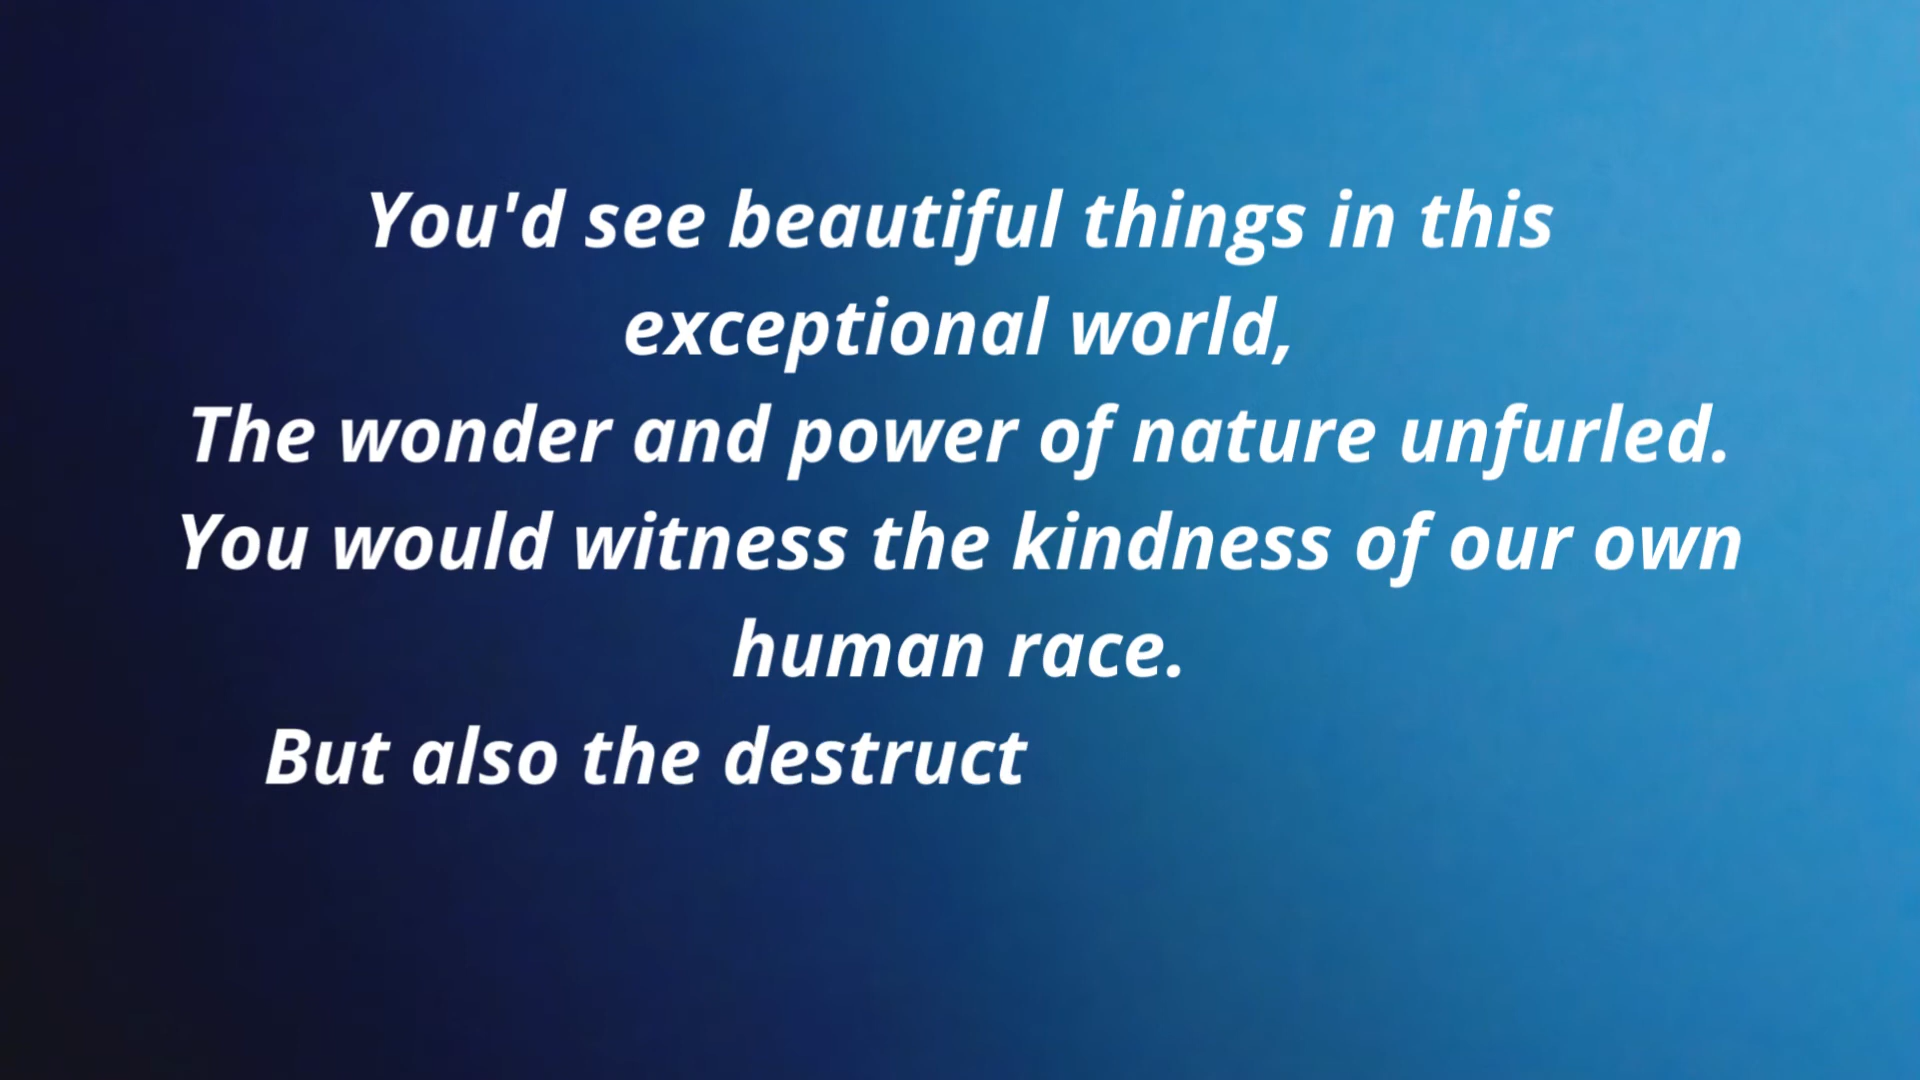 You'd see beautiful things in this
exceptional world,
The wonder and power of nature unfurled.
You would witness the kindness of our own
human race.
But also the destruct